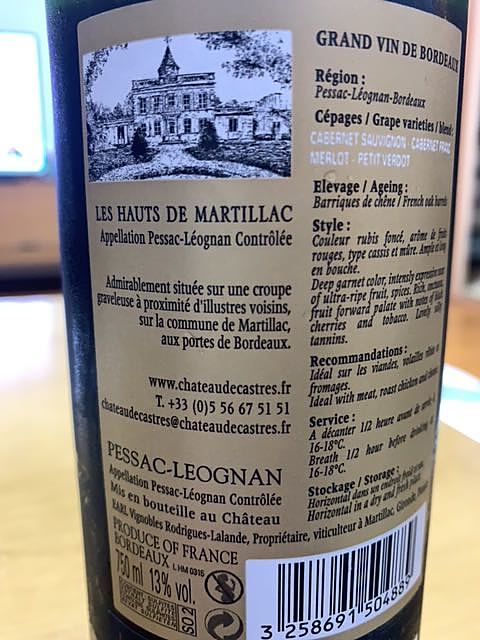 LES HAUTS DE MARTILLAC
Appellation Pessac-Léognan Contrôlée
Admirablement située sur une croupe
graveleuse à proximité d'illustres voisins,
sur la commune de Martillac,
aux portes de Bordeaux.
www.chateaudecastres.fr
T. +33 (0)5 56 67 51 51
chateaudecastres@chateaudecastres.fr
PESSAC-LEOGNAN
Appellation Pessac-Léognan Contrôlée
Mis en bouteille au Château
EARL Vignobles Rodrigues-Lalande, Propriétaire, viticulteur à Martillac, Gironde,
PRODUCE OF FRANCE
BORDEAUX L HM 0315
750 ml 13% vol.
SO2
GRAND VIN DE BORDEAUX
Région :
Pessac-Léognan-Bordeaux
Cépages / Grape varieties / blend :
CABERNET SAUVIGNON - CABERNET FRANC
MERLOT - PETIT VERDOT
Elevage / Ageing :
Barriques de chêne / French oak barrels
Style :
Couleur rubis foncé, arôme de fruits
rouges, type cassis et mûre. Ample et long
en bouche.
Deep garnet color, intensly expressive nose
of ultra-ripe fruit, spices. Rich,
fruit forward palate with notes of black
cherries and tobacco. Lovely silky
tannins.
Recommandations :
Idéal sur les viandes, volailles rôties
fromages.
Ideal with meat, roast chicken and
Service :
A décanter 1/2 heure avant de servir à
16-18°C.
Breath 1/2 hour before drinking
16-18°C.
Stockage / Storage :
Horizontal dans un endroit frais
Horizontal in a dry and fresh place.
3 258691 504889